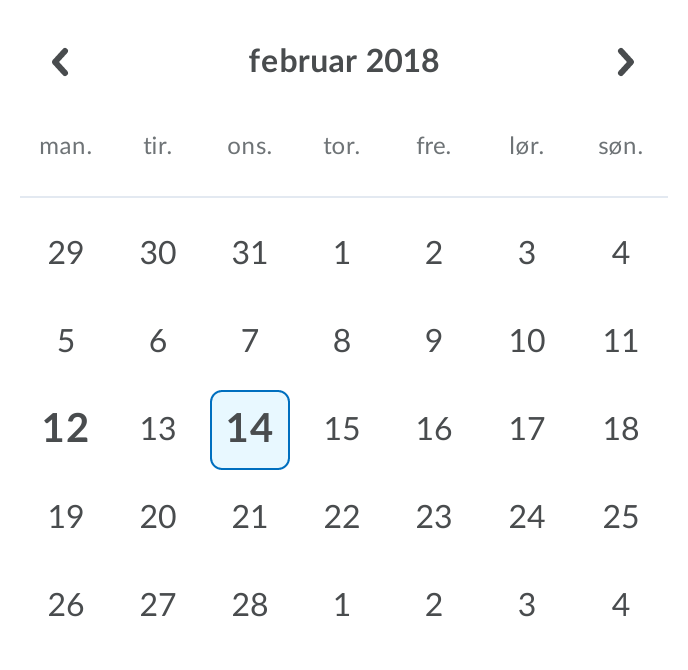 februar 2018
man. tir. ons. tor. fre. lør. søn.
29 30 31 1 2 3 4
5 6 7 8 9 10 11
12 13 14 15 16 17 18
19 20 21 22 23 24 25
26 27 28 1 2 3 4